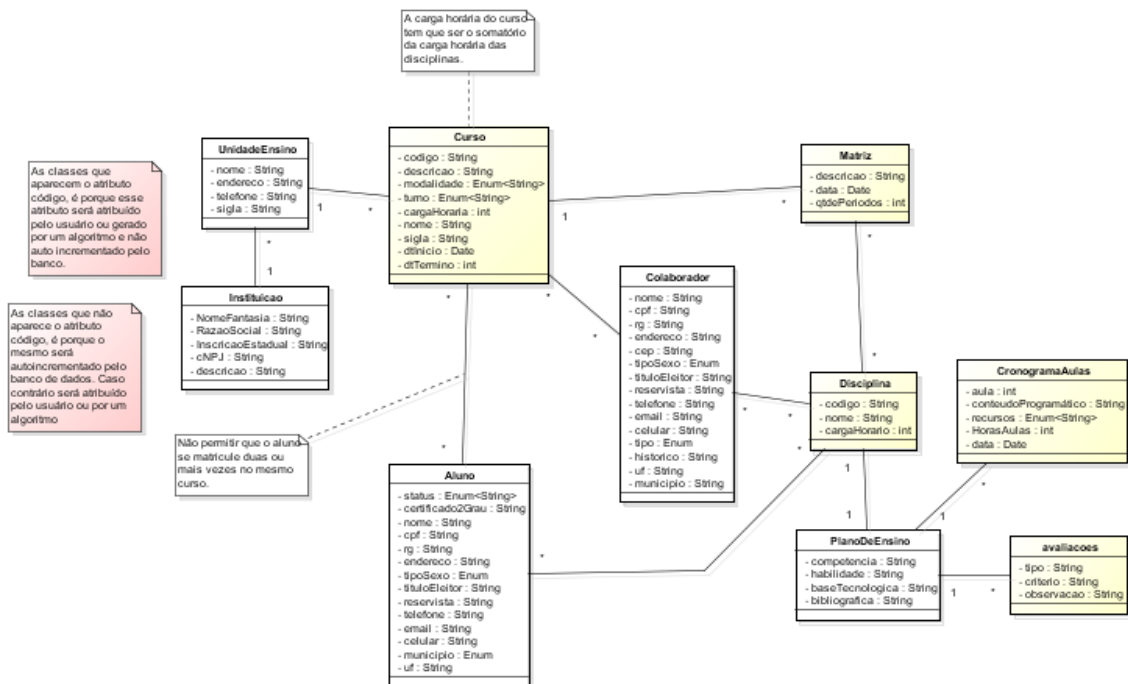 A carga horária do curso
tem que ser o somatório
da carga horária das
disciplinas.
Curso
- codigo : String
- descricao : String
- modalidade : Enum<String>
- turno : Enum<String>
- cargaHoraria : int
- nome : String
- sigla : String
- dtInicio : Date
- dtTermino : int
UnidadeEnsino
- nome : String
- endereco : String
- telefone : String
- sigla : String
1
*
*
1
Instituicao
- NomeFantasia : String
- RazaoSocial : String
- InscricaoEstadual : String
- cNPJ : String
- descricao : String
As classes que
aparecem o atributo
código, é porque esse
atributo será atribuído
pelo usuário ou gerado
por um algoritmo e não
auto incrementado pelo
banco.
As classes que não
aparece o atributo
código, é porque o
mesmo será
autoincrementado pelo
banco de dados. Caso
contrário será atribuído
pelo usuário ou por um
algoritmo
Não permitir que o aluno
se matricule duas ou
mais vezes no mesmo
curso.
Matriz
- descricao : String
- data : Date
- qtdePeriodos : int
1
*
*
*
Colaborador
- nome : String
- cpf : String
- rg : String
- endereco : String
- cep : String
- tipoSexo : Enum
- tituloEleitor : String
- reservista : String
- telefone : String
- email : String
- celular : String
- tipo : Enum
- historico : String
- uf : String
- municipio : String
*
*
*
*
Disciplina
- codigo : String
- nome : String
- cargaHorario : int
CronogramaAulas
- aula : int
- conteudoProgramático : String
- recursos : Enum<String>
- HorasAulas : int
- data : Date
*
*
Aluno
- status : Enum<String>
- certificado2Grau : String
- nome : String
- cpf : String
- rg : String
- endereco : String
- tipoSexo : Enum
- tituloEleitor : String
- reservista : String
- telefone : String
- email : String
- celular : String
- municipio : Enum
- uf : String
*
*
1
1
1
*
PlanoDeEnsino
- competencia : String
- habilidade : String
- baseTecnologica : String
- bibliografica : String
1
*
avaliacoes
- tipo : String
- criterio : String
- observacao : String